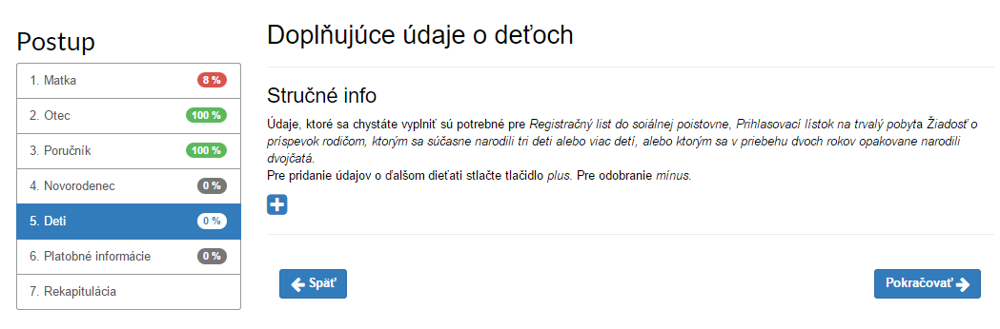 Postup
1. Matka 8 %
2. Otec 100 %
3. Poručník 100 %
4. Novorodenec 0 %
5. Deti 0 %
6. Platobné informácie 0 %
7. Rekapitulácia
Doplňujúce údaje o deťoch
Stručné info
Údaje, ktoré sa chystáte vyplniť sú potrebné pre Registračný list do soiálnej poistovne, Prihlasovací lístok na trvalý pobyta Žiadosť o
príspevok rodičom, ktorým sa súčasne narodili tri deti alebo viac detí, alebo ktorým sa v priebehu dvoch rokov opakovane narodili
dvojčatá.
Pre pridanie údajov o ďalšom dieťati stlačte tlačidlo plus. Pre odobranie mínus.
Späť
Pokračovať